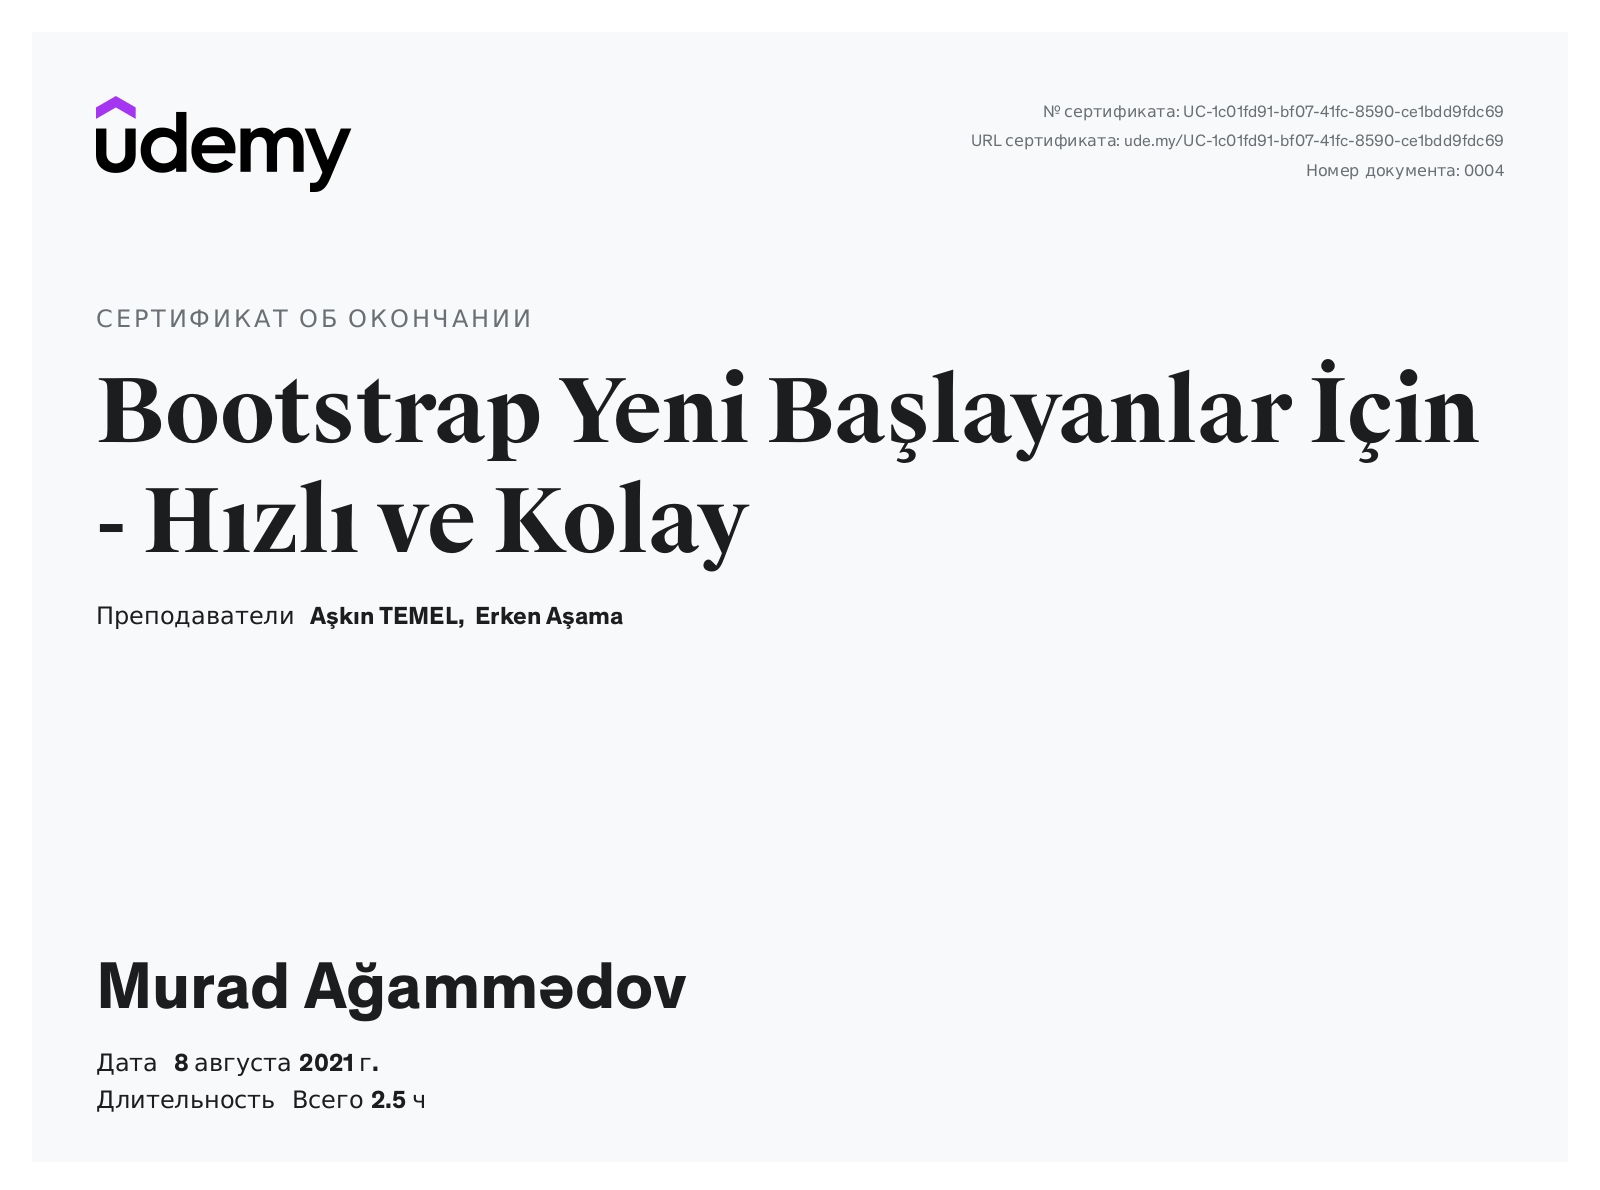 udemy
№ сертификата: UC-1c01fd91-bf07-41fc-8590-ce1bdd9fdc69
URL сертификата: ude.my/UC-1c01fd91-bf07-41fc-8590-ce1bdd9fdc69
Номер документа: 0004
СЕРТИФИКАТ ОБ ОКОНЧАНИИ
Bootstrap Yeni Başlayanlar İçin
- Hızlı ve Kolay
Преподаватели Aşkın TEMEL, Erken Aşama
Murad Ağammədov
Дата 8 августа 2021 г.
Длительность Всего 2.5 ч